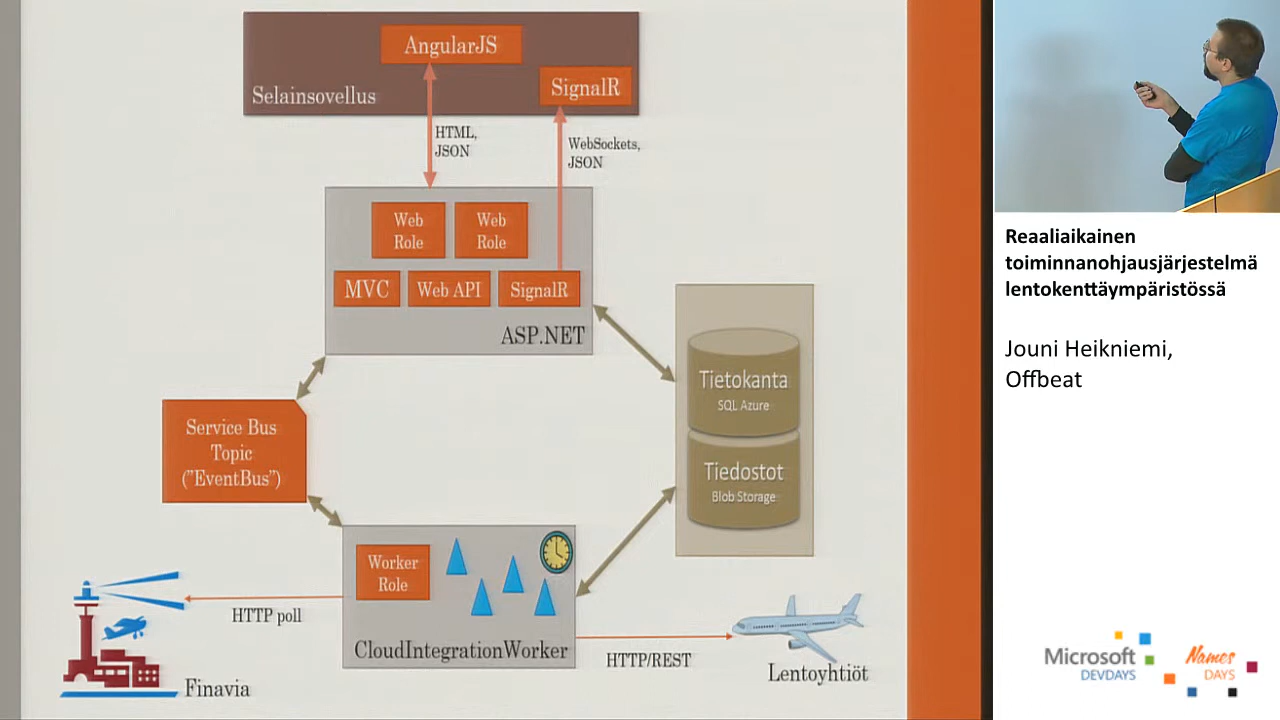 AngularJS
SignalR
Selainsovellus
HTML,
JSON
WebSockets,
JSON
Web
Role
Web
Role
MVC
Web API
SignalR
ASP.NET
Tietokanta
SQL Azure
Tiedostot
Blob Storage
Service Bus
Topic
("EventBus")
Worker
Role
CloudIntegrationWorker
HTTP poll
HTTP/REST
Finavia
Lentoyhtiöt
Reaaliaikainen
toiminnanohjausjärjestelmä
lentokenttäympäristössä
Jouni Heikniemi,
Offbeat
Microsoft
DEVDAYS
Names
DAYS